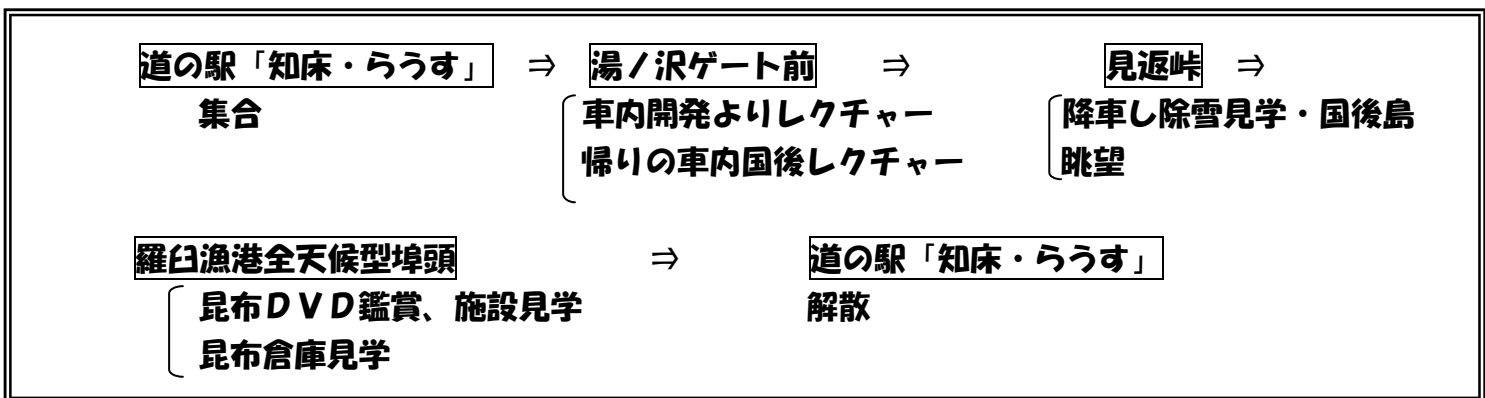 道の駅「知床・らうす」 ⇒ 湯ノ沢ゲート前 ⇒ 見返峠 ⇒
集合 車内開発よりレクチャー 降車し除雪見学・国後島
帰りの車内国後レクチャー 眺望
羅臼漁港全天候型埠頭 ⇒ 道の駅「知床・らうす」
昆布DVD鑑賞、施設見学 解散
昆布倉庫見学